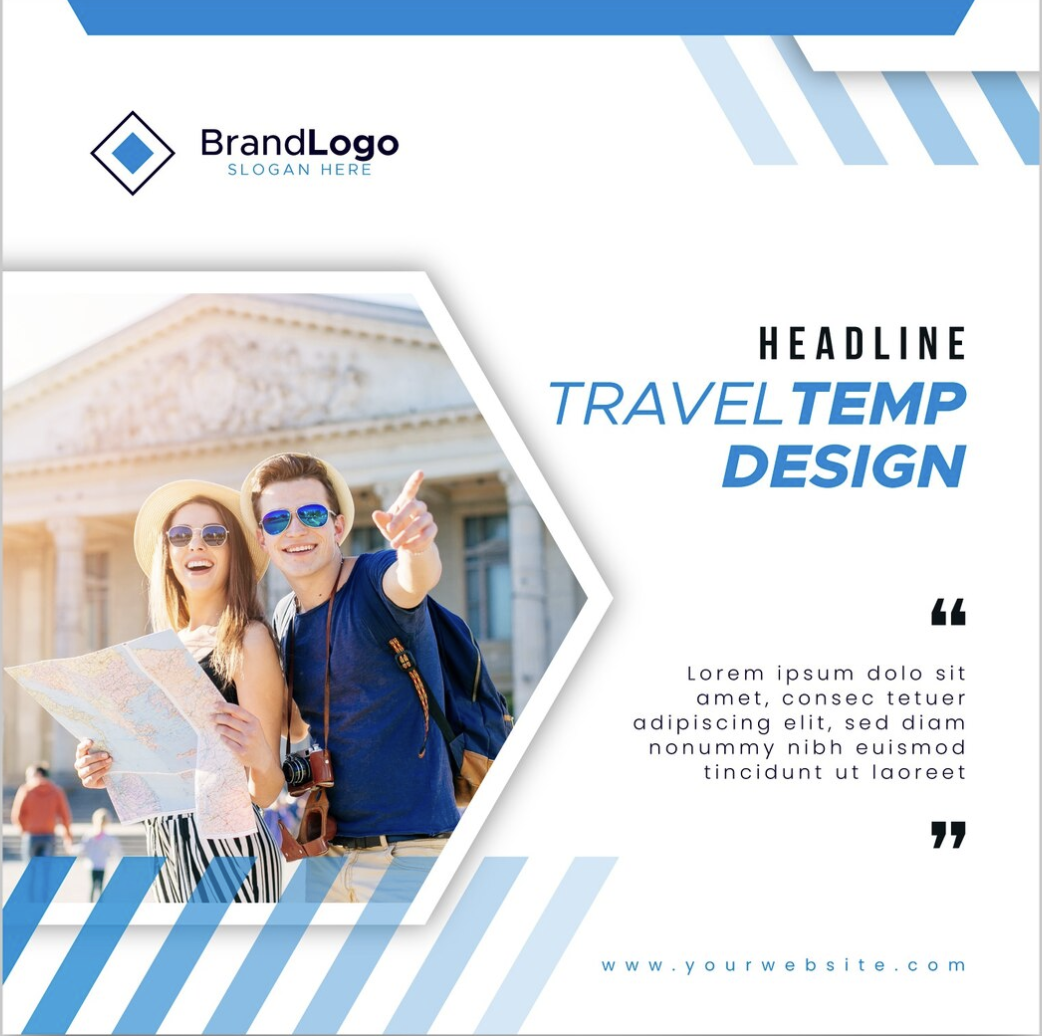 BrandLogo
SLOGAN HERE
HEADLINE
TRAVELTEMP
DESIGN
“
Lorem ipsum dolo sit
amet, consec tetuer
adipiscing elit, sed diam
nonummy nibh euismod
tincidunt ut laoreet
”
www.yourwebsite.com